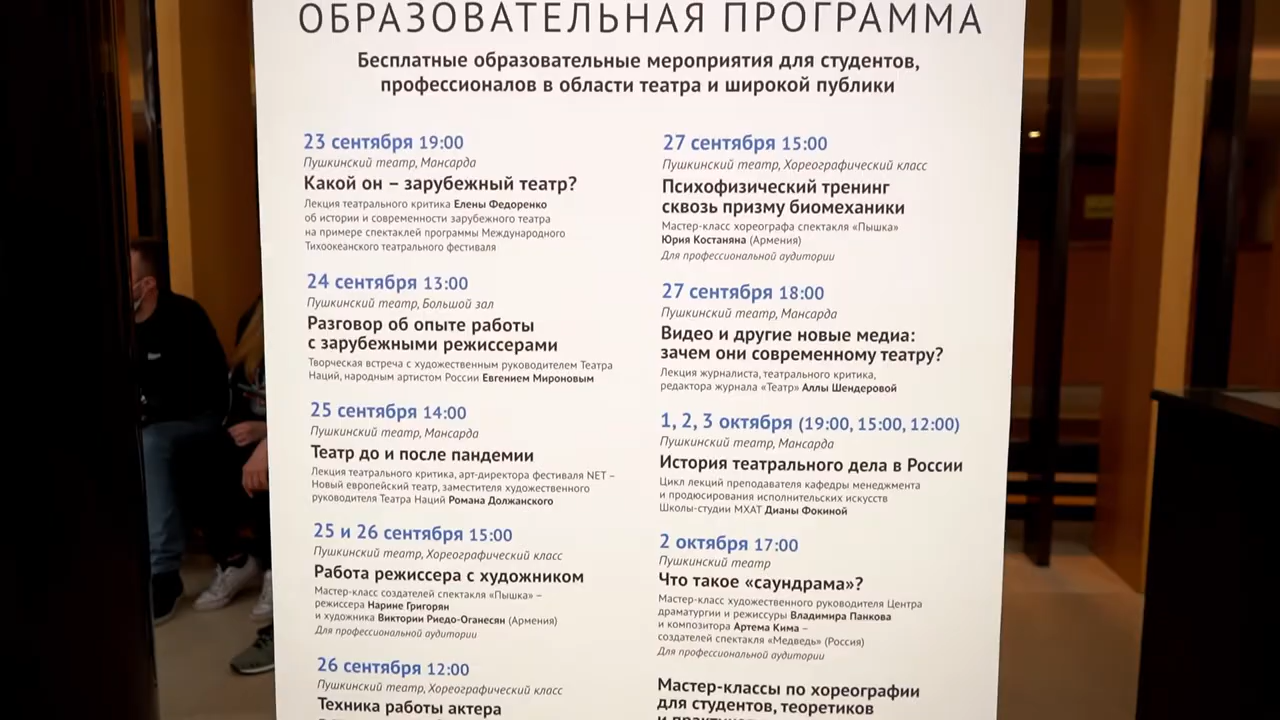 ОБРАЗОВАТЕЛЬНАЯ ПРОГРАММА
Бесплатные образовательные мероприятия для студентов,
профессионалов в области театра и широкой публики
23 сентября 19:00
Пушкинский театр, Мансарда
Какой он – зарубежный театр?
Лекция театрального критика Елены Федоренко
об истории и современности зарубежного театра
на примере спектаклей программы Международного
Тихоокеанского театрального фестиваля
24 сентября 13:00
Пушкинский театр, Большой зал
Разговор об опыте работы
с зарубежными режиссерами
Творческая встреча с художественным руководителем Театра
Наций, народным артистом России Евгением Мироновым
25 сентября 14:00
Пушкинский театр, Мансарда
Театр до и после пандемии
Лекция театрального критика, арт-директора фестиваля NET –
Новый европейский театр, заместителя художественного
руководителя Театра Наций Романа Должанского
25 и 26 сентября 15:00
Пушкинский театр, Хореографический класс
Работа режиссера с художником
Мастер-класс создателей спектакля «Пышка» –
режиссера Нарине Григорян
и художника Виктории Риедо-Оганесян (Армения)
Для профессиональной аудитории
26 сентября 12:00
Пушкинский театр, Хореографический класс
Техника работы актера
27 сентября 15:00
Пушкинский театр, Хореографический класс
Психофизический тренинг
сквозь призму биомеханики
Мастер-класс хореографа спектакля «Пышка»
Юрия Костаняна (Армения)
Для профессиональной аудитории
27 сентября 18:00
Пушкинский театр, Мансарда
Видео и другие новые медиа:
зачем они современному театру?
Лекция журналиста, театрального критика,
редактора журнала «Театр» Аллы Шендеровой
1, 2, 3 октября (19:00, 15:00, 12:00)
Пушкинский театр, Мансарда
История театрального дела в России
Цикл лекций преподавателя кафедры менеджмента
и продюсирования исполнительских искусств
Школы-студии МХАТ Дианы Фокиной
2 октября 17:00
Пушкинский театр
Что такое «саундрама»?
Мастер-класс художественного руководителя Центра
драматургии и режиссуры Владимира Панкова
и композитора Артема Кима –
создателей спектакля «Медведь» (Россия)
Для профессиональной аудитории
Мастер-классы по хореографии
для студентов, теоретиков